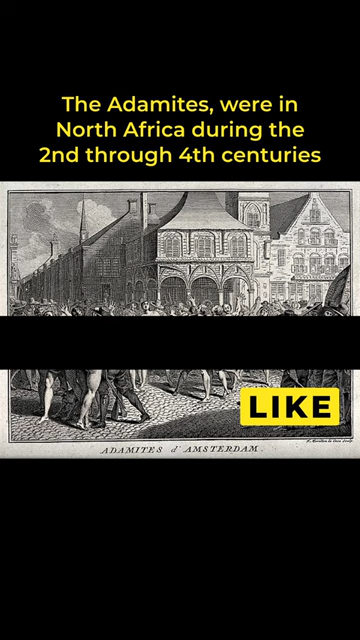 The Adamites, were in
North Africa during the
2nd through 4th centuries
LIKE
ADAMITES d'AMSTERDAM.